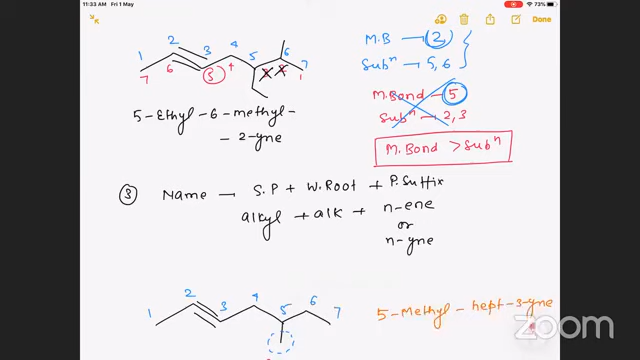 11:33 AM Fri 1 May
73%
Done
1 2 3 4 5 6 7
7 6 5 4 1
M.B → 2
Subⁿ → 5, 6
M.Bond → 5
Subⁿ → 2, 3
M.Bond > Subⁿ
5-Ethyl-6-methyl-
- 2-yne
3 Name → S.P + W.Root + P.Suffix
alkyl + alk + n-ene
or
n-yne
1 2 3 4 5 6 7
5-Methyl-hept-3-yne
zoom